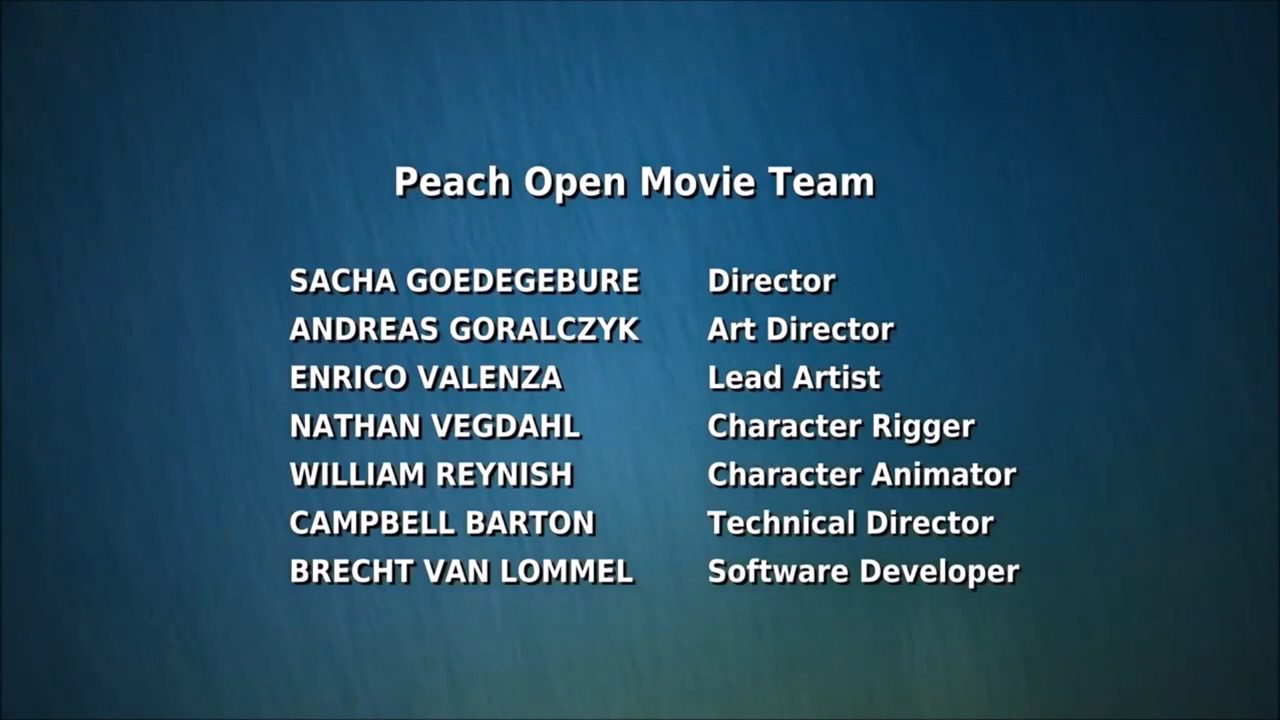 Peach Open Movie Team
SACHA GOEDEGEBURE Director
ANDREAS GORALCZYK Art Director
ENRICO VALENZA Lead Artist
NATHAN VEGDAHL Character Rigger
WILLIAM REYNISH Character Animator
CAMPBELL BARTON Technical Director
BRECHT VAN LOMMEL Software Developer